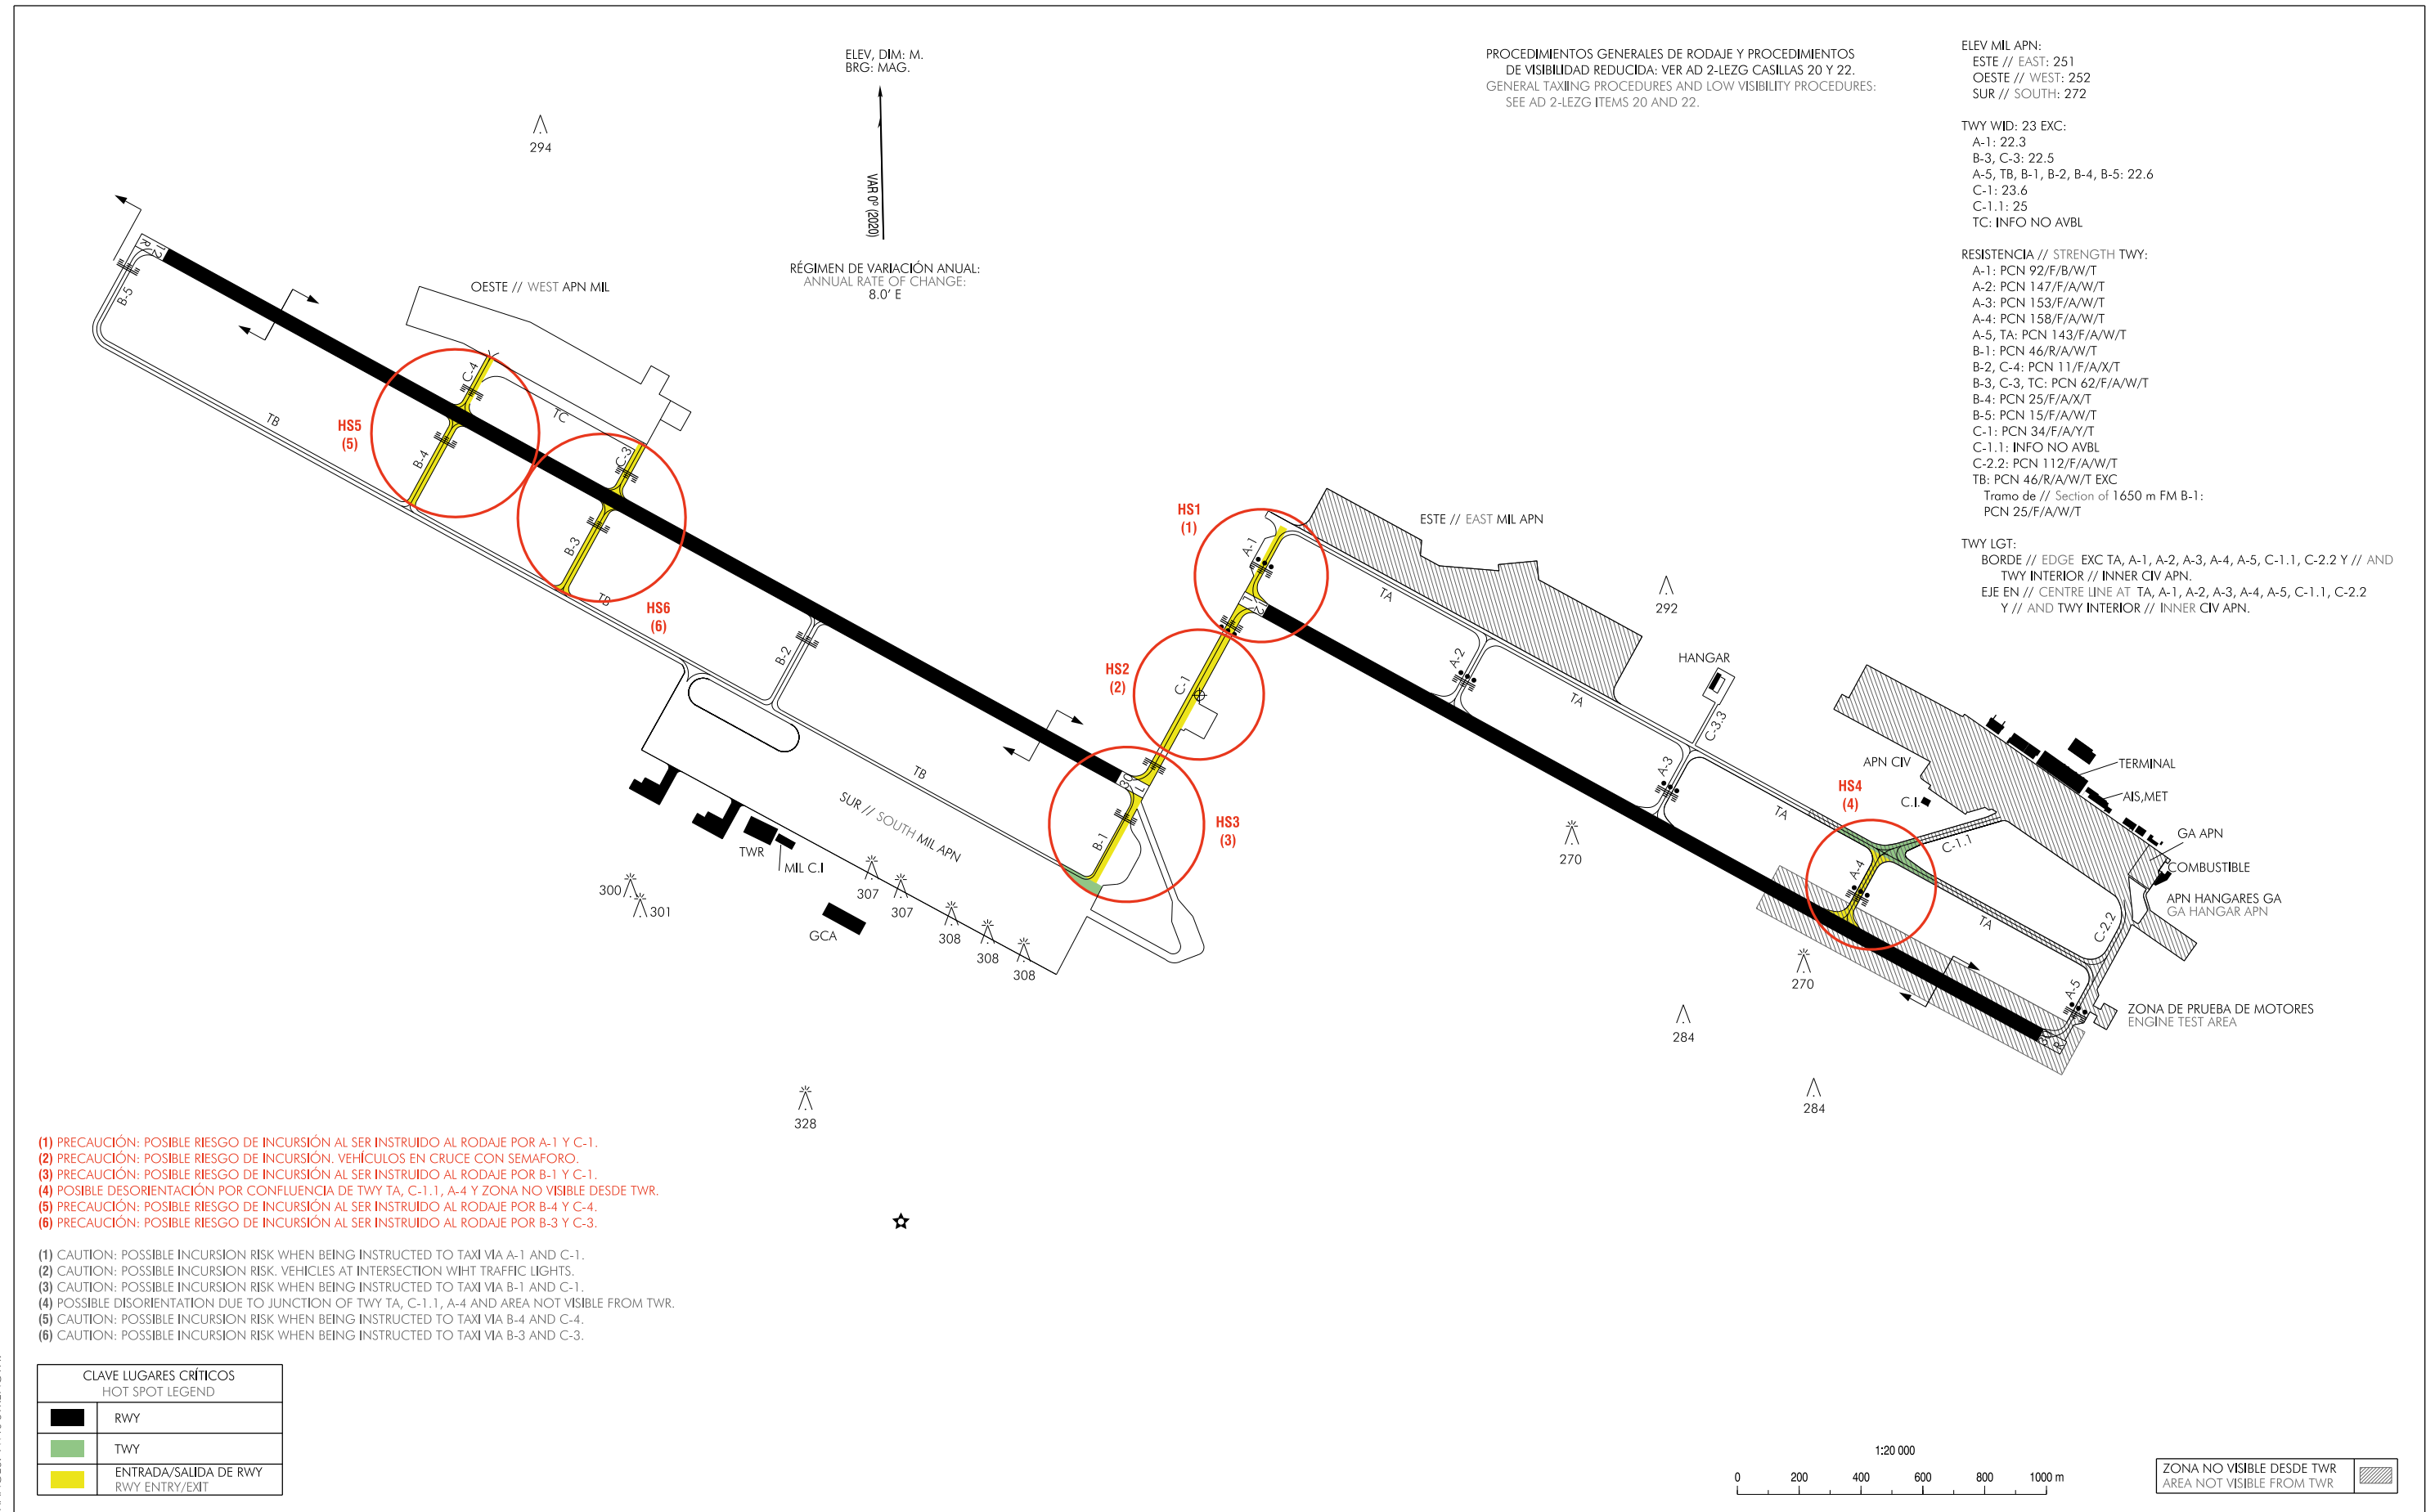 ELEV, DIM: M.
BRG: MAG.
VAR 0º (2020)
RÉGIMEN DE VARIACIÓN ANUAL:
ANNUAL RATE OF CHANGE:
8.0' E
PROCEDIMIENTOS GENERALES DE RODAJE Y PROCEDIMIENTOS
DE VISIBILIDAD REDUCIDA: VER AD 2-LEZG CASILLAS 20 Y 22.
GENERAL TAXIING PROCEDURES AND LOW VISIBILITY PROCEDURES:
SEE AD 2-LEZG ITEMS 20 AND 22.
ELEV MIL APN:
ESTE // EAST: 251
OESTE // WEST: 252
SUR // SOUTH: 272
TWY WID: 23 EXC:
A-1: 22.3
B-3, C-3: 22.5
A-5, TB, B-1, B-2, B-4, B-5: 22.6
C-1: 23.6
C-1.1: 25
TC: INFO NO AVBL
RESISTENCIA // STRENGTH TWY:
A-1: PCN 92/F/B/W/T
A-2: PCN 147/F/A/W/T
A-3: PCN 153/F/A/W/T
A-4: PCN 158/F/A/W/T
A-5, TA: PCN 143/F/A/W/T
B-1: PCN 46/R/A/W/T
B-2, C-4: PCN 11/F/A/X/T
B-3, C-3, TC: PCN 62/F/A/W/T
B-4: PCN 25/F/A/X/T
B-5: PCN 15/F/A/W/T
C-1: PCN 34/F/A/Y/T
C-1.1: INFO NO AVBL
C-2.2: PCN 112/F/A/W/T
TB: PCN 46/R/A/W/T EXC
Tramo de // Section of 1650 m FM B-1:
PCN 25/F/A/W/T
TWY LGT:
BORDE // EDGE EXC TA, A-1, A-2, A-3, A-4, A-5, C-1.1, C-2.2 Y // AND
TWY INTERIOR // INNER CIV APN.
EJE EN // CENTRE LINE AT TA, A-1, A-2, A-3, A-4, A-5, C-1.1, C-2.2
Y // AND TWY INTERIOR // INNER CIV APN.
294
12
R
B-5
OESTE // WEST APN MIL
C-4
TC
HS5
(5)
TB
B-4
C-3
B-3
TB
HS6
(6)
B-2
TB
SUR // SOUTH MIL APN
TWR
MIL C.I
GCA
300
301
307
307
308
308
308
328
HS1
(1)
A-1
12
L
HS2
(2)
C-1
30
L
B-1
HS3
(3)
ESTE // EAST MIL APN
TA
292
A-2
TA
HANGAR
C-3.3
A-3
TA
HS4
(4)
APN CIV
C.I.
C-1.1
A-4
TERMINAL
AIS,MET
GA APN
COMBUSTIBLE
APN HANGARES GA
GA HANGAR APN
TA
C-2.2
A-5
30
R
ZONA DE PRUEBA DE MOTORES
ENGINE TEST AREA
270
270
284
284
(1) PRECAUCIÓN: POSIBLE RIESGO DE INCURSIÓN AL SER INSTRUIDO AL RODAJE POR A-1 Y C-1.
(2) PRECAUCIÓN: POSIBLE RIESGO DE INCURSIÓN. VEHÍCULOS EN CRUCE CON SEMAFORO.
(3) PRECAUCIÓN: POSIBLE RIESGO DE INCURSIÓN AL SER INSTRUIDO AL RODAJE POR B-1 Y C-1.
(4) POSIBLE DESORIENTACIÓN POR CONFLUENCIA DE TWY TA, C-1.1, A-4 Y ZONA NO VISIBLE DESDE TWR.
(5) PRECAUCIÓN: POSIBLE RIESGO DE INCURSIÓN AL SER INSTRUIDO AL RODAJE POR B-4 Y C-4.
(6) PRECAUCIÓN: POSIBLE RIESGO DE INCURSIÓN AL SER INSTRUIDO AL RODAJE POR B-3 Y C-3.
(1) CAUTION: POSSIBLE INCURSION RISK WHEN BEING INSTRUCTED TO TAXI VIA A-1 AND C-1.
(2) CAUTION: POSSIBLE INCURSION RISK. VEHICLES AT INTERSECTION WIHT TRAFFIC LIGHTS.
(3) CAUTION: POSSIBLE INCURSION RISK WHEN BEING INSTRUCTED TO TAXI VIA B-1 AND C-1.
(4) POSSIBLE DISORIENTATION DUE TO JUNCTION OF TWY TA, C-1.1, A-4 AND AREA NOT VISIBLE FROM TWR.
(5) CAUTION: POSSIBLE INCURSION RISK WHEN BEING INSTRUCTED TO TAXI VIA B-4 AND C-4.
(6) CAUTION: POSSIBLE INCURSION RISK WHEN BEING INSTRUCTED TO TAXI VIA B-3 AND C-3.
CLAVE LUGARES CRÍTICOS
HOT SPOT LEGEND
RWY
TWY
ENTRADA/SALIDA DE RWY
RWY ENTRY/EXIT
1:20 000
0 200 400 600 800 1000 m
ZONA NO VISIBLE DESDE TWR
AREA NOT VISIBLE FROM TWR